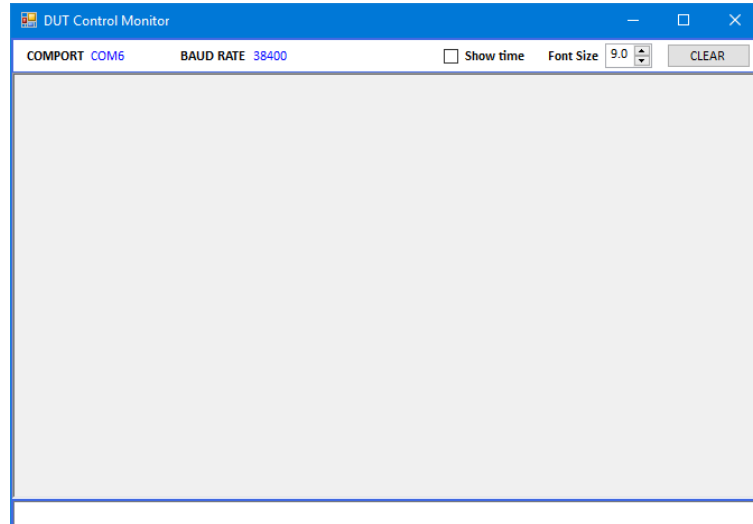 DUT Control Monitor
COMPORT COM6 BAUD RATE 38400 Show time Font Size 9.0 CLEAR